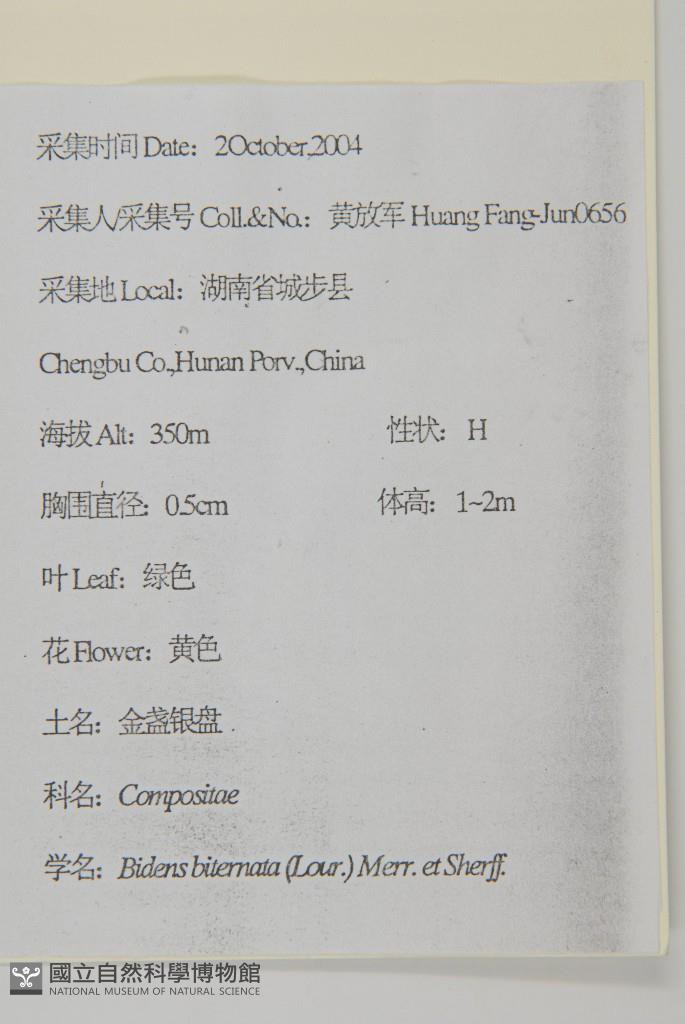 采集时间 Date：2October,2004
采集人/采集号 Coll.&No.：黄放军 Huang Fang-Jun0656
采集地 Local：湖南省城步县
Chengbu Co.,Hunan Porv.,China
海拔 Alt：350m 性状：H
胸围直径：0.5cm 体高：1~2m
叶 Leaf：绿色
花 Flower：黄色
土名：金盏银盘
科名：Compositae
学名：Bidens biternata (Lour.) Merr. et Sherff.
國立自然科學博物館
NATIONAL MUSEUM OF NATURAL SCIENCE